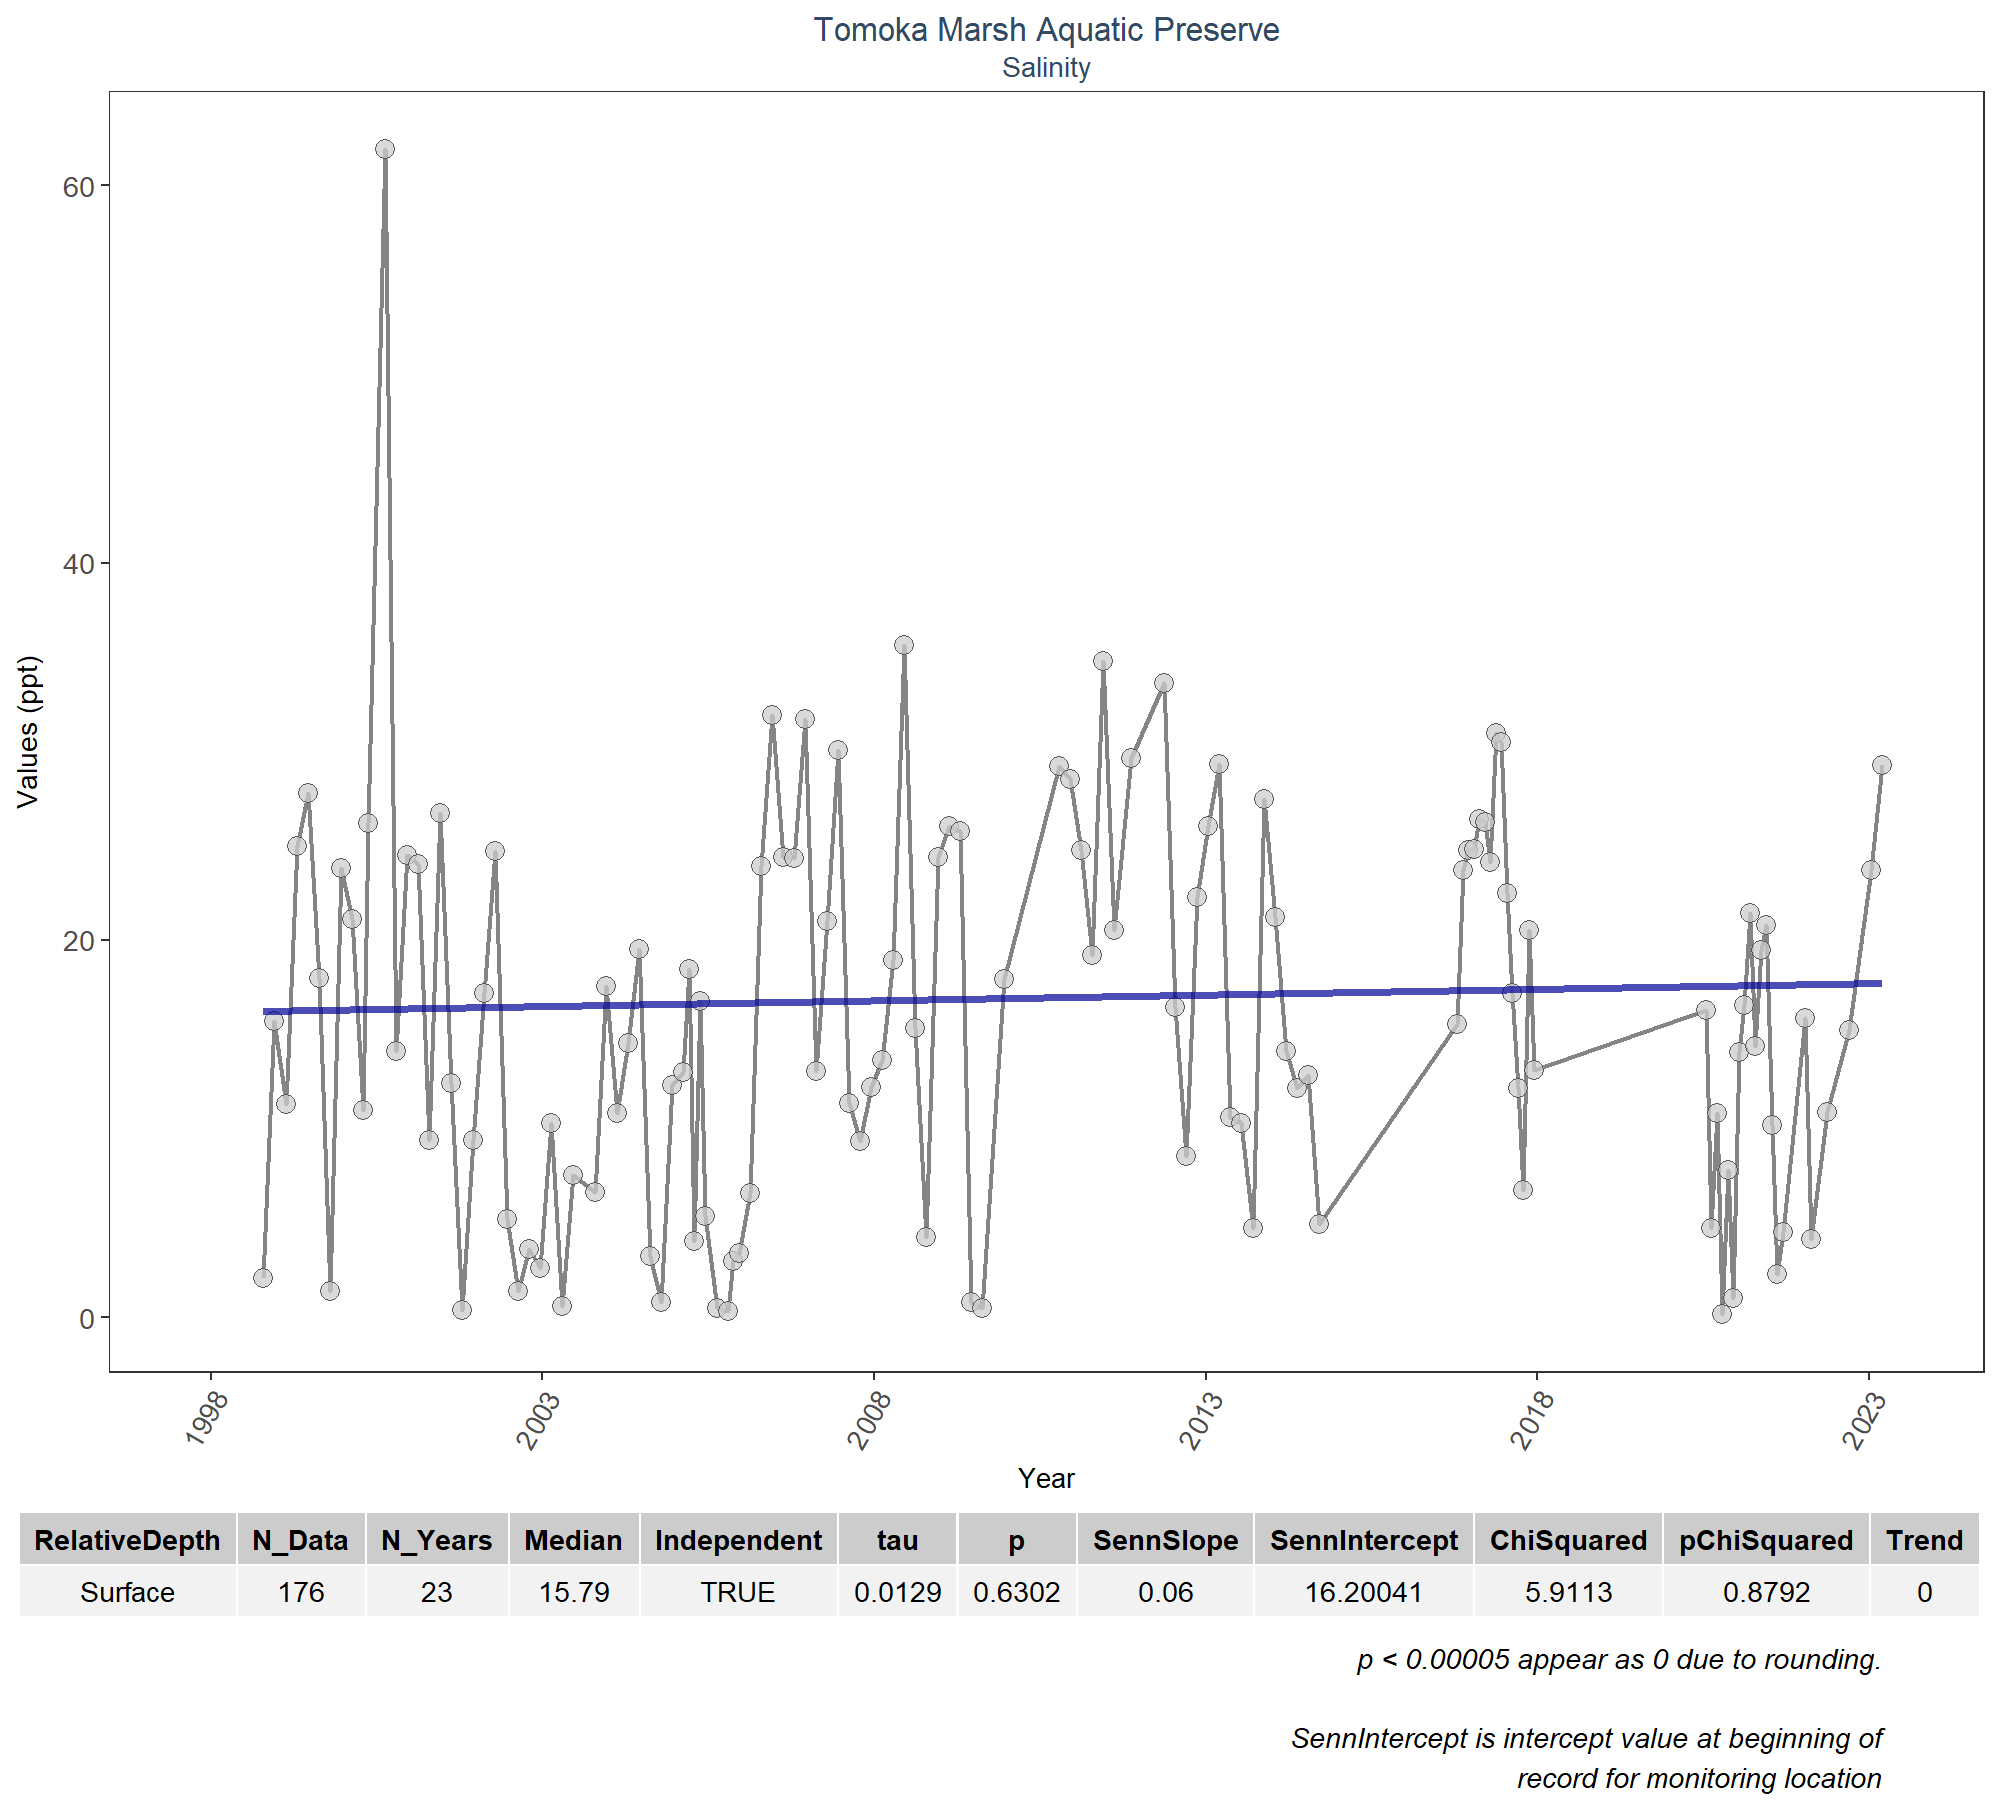 Tomoka Marsh Aquatic Preserve
Salinity
Values (ppt)
60
40
20
0
1998 2003 2008 2013 2018 2023
Year
RelativeDepth N_Data N_Years Median Independent tau p SennSlope SennIntercept ChiSquared pChiSquared Trend
Surface 176 23 15.79 TRUE 0.0129 0.6302 0.06 16.20041 5.9113 0.8792 0
p < 0.00005 appear as 0 due to rounding.
SennIntercept is intercept value at beginning of
record for monitoring location